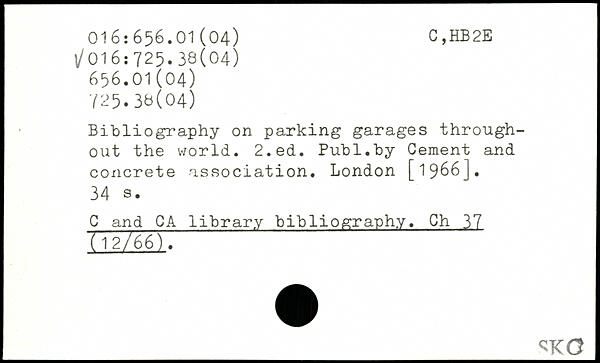 016:656.01(04) C,HB2E
√016:725.38(04)
656.01(04)
725.38(04)
Bibliography on parking garages through-
out the world. 2.ed. Publ.by Cement and
concrete association. London [1966].
34 s.
C and CA library bibliography. Ch 37
(12/66).
SKC